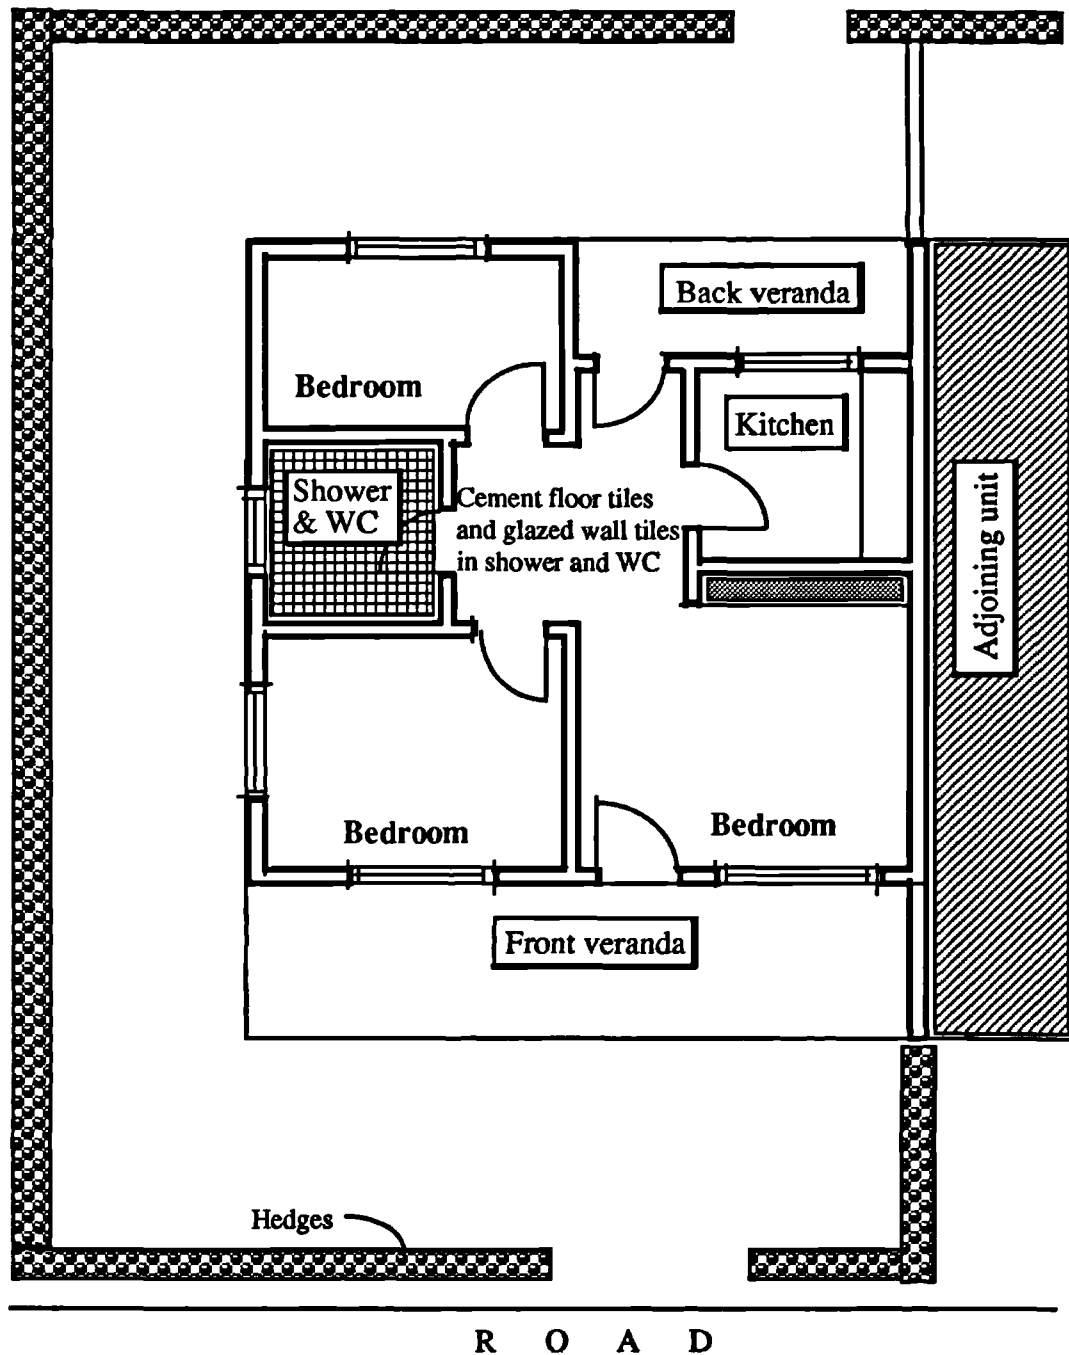 Back veranda
Bedroom
Kitchen
Shower
& WC
Cement floor tiles
and glazed wall tiles
in shower and WC
Adjoining unit
Bedroom
Bedroom
Front veranda
Hedges
ROAD